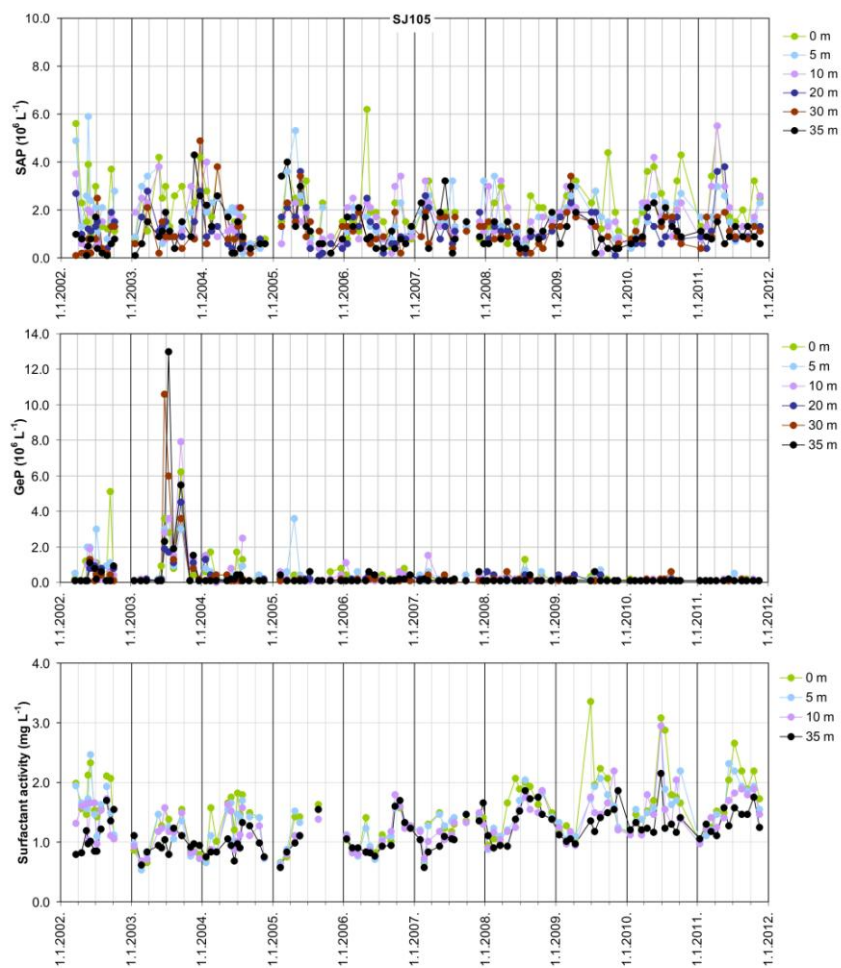 SJ105
10.0
8.0
6.0
4.0
2.0
0.0
SAP (10⁶ L⁻¹)
1.1.2002. 1.1.2003. 1.1.2004. 1.1.2005. 1.1.2006. 1.1.2007. 1.1.2008. 1.1.2009. 1.1.2010. 1.1.2011. 1.1.2012.
0 m
5 m
10 m
20 m
30 m
35 m
14.0
12.0
10.0
8.0
6.0
4.0
2.0
0.0
GeP (10⁶ L⁻¹)
1.1.2002. 1.1.2003. 1.1.2004. 1.1.2005. 1.1.2006. 1.1.2007. 1.1.2008. 1.1.2009. 1.1.2010. 1.1.2011. 1.1.2012.
0 m
5 m
10 m
20 m
30 m
35 m
4.0
3.0
2.0
1.0
0.0
Surfactant activity (mg L⁻¹)
1.1.2002. 1.1.2003. 1.1.2004. 1.1.2005. 1.1.2006. 1.1.2007. 1.1.2008. 1.1.2009. 1.1.2010. 1.1.2011. 1.1.2012.
0 m
5 m
10 m
35 m